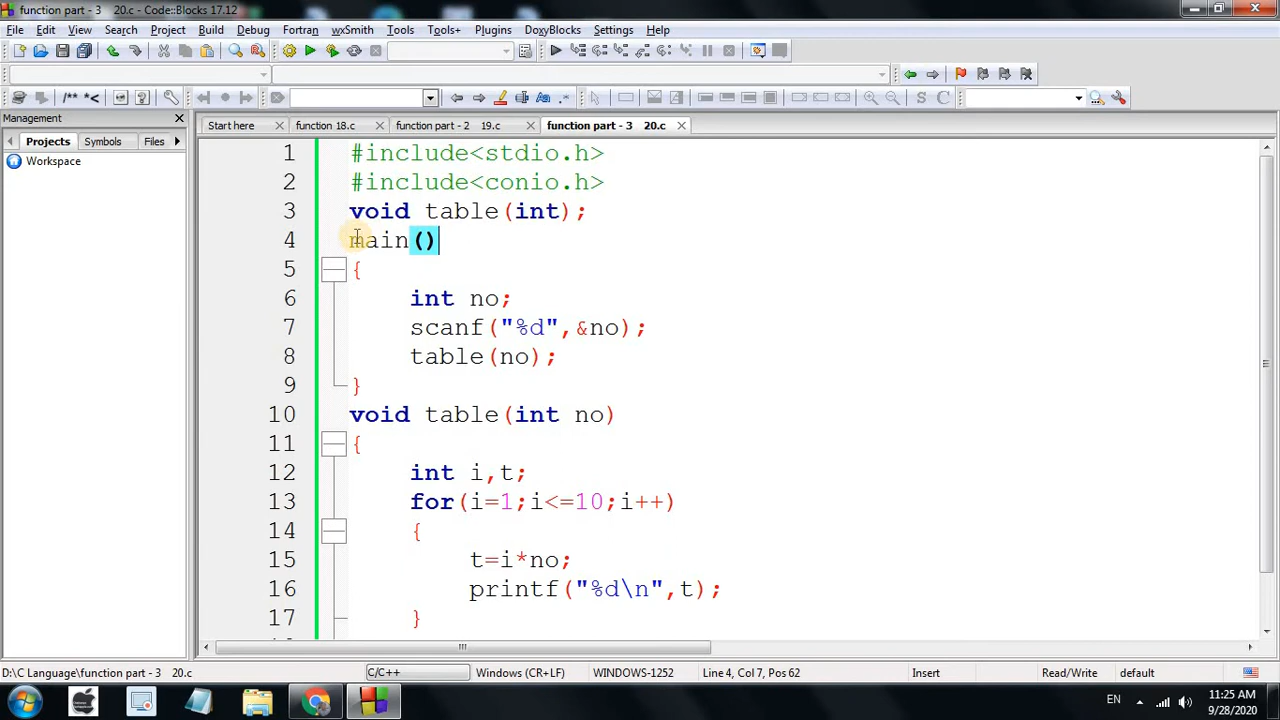 function part - 3    20.c - Code::Blocks 17.12
File Edit View Search Project Build Debug Fortran wxSmith Tools Tools+ Plugins DoxyBlocks Settings Help
/** *<
S C
Management
Projects Symbols Files
Workspace
Start here function 18.c function part - 2    19.c function part - 3    20.c
1 #include<stdio.h>
2 #include<conio.h>
3 void table(int);
4 main()
5 {
6 int no;
7 scanf("%d",&no);
8 table(no);
9 }
10 void table(int no)
11 {
12 int i,t;
13 for(i=1;i<=10;i++)
14 {
15 t=i*no;
16 printf("%d\n",t);
17 }
D:\C Language\function part - 3    20.c C/C++ Windows (CR+LF) WINDOWS-1252 Line 4, Col 7, Pos 62 Insert Read/Write default
EN 11:25 AM
9/28/2020